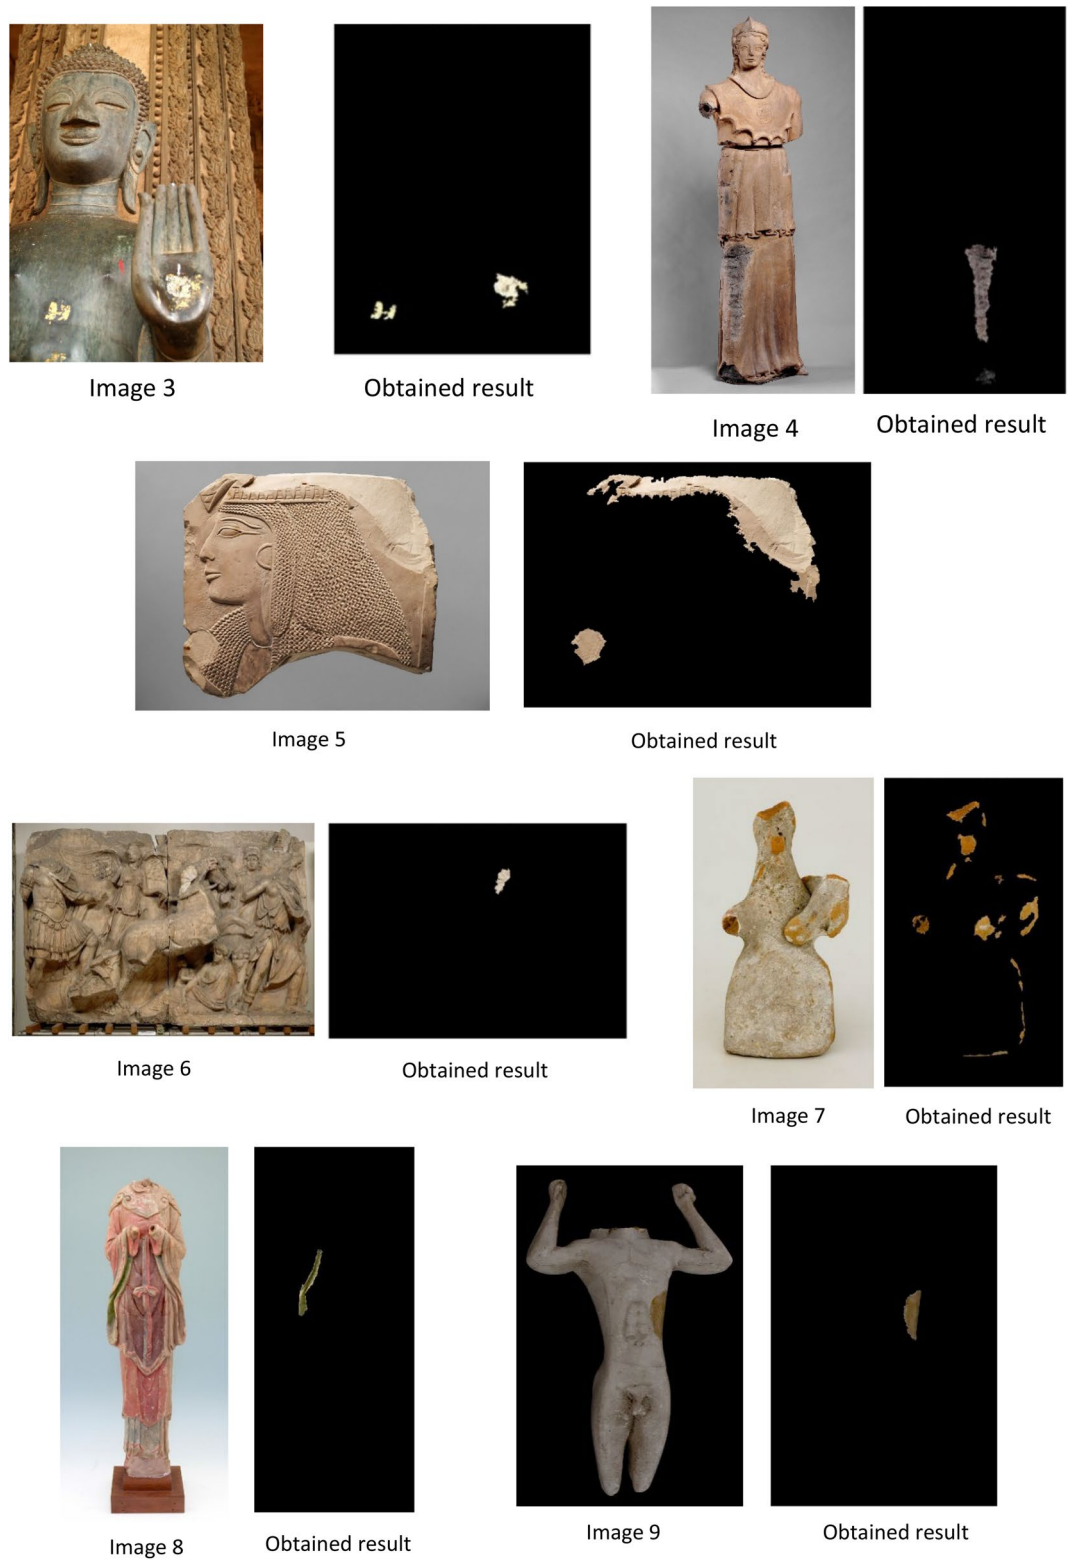 Image 3
Obtained result
Image 4
Obtained result
Image 5
Obtained result
Image 6
Obtained result
Image 7
Obtained result
Image 8
Obtained result
Image 9
Obtained result